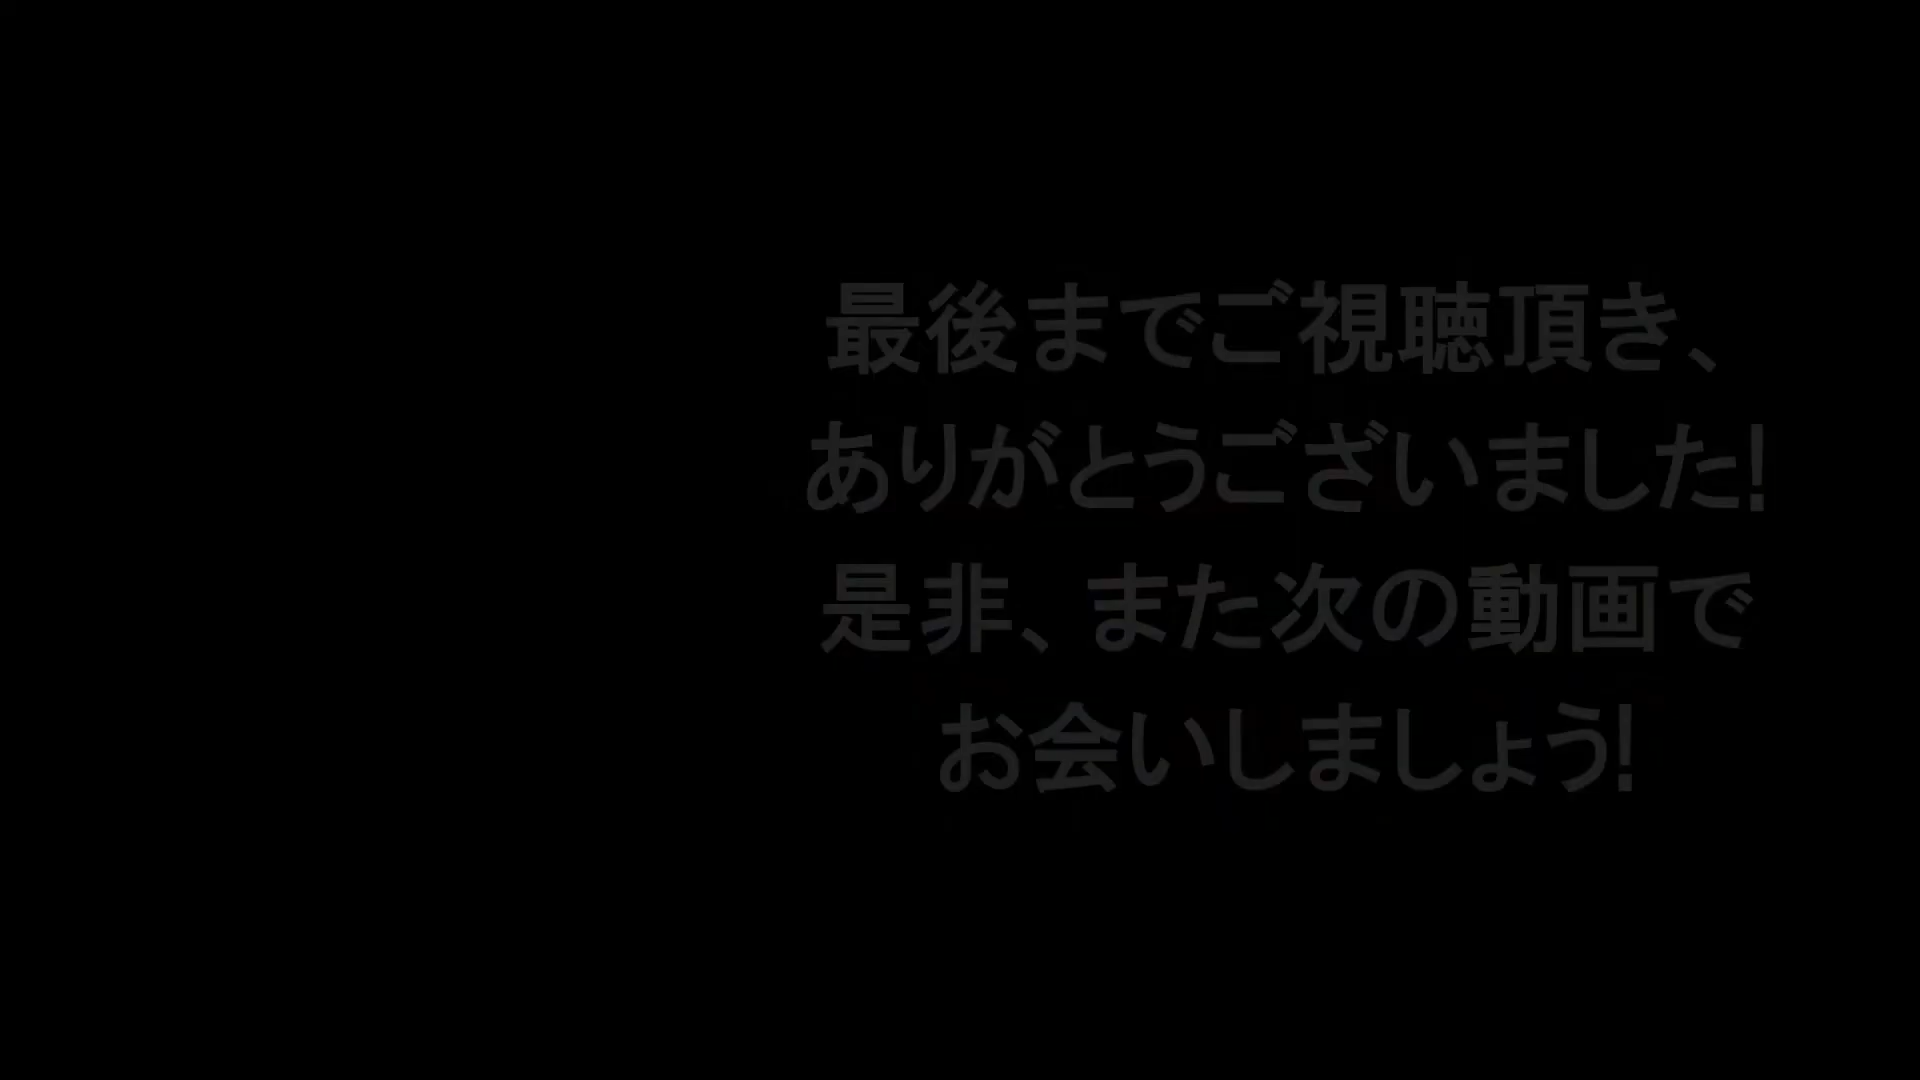 最後までご視聴頂き、
ありがとうございました!
是非、また次の動画で
お会いしましょう!